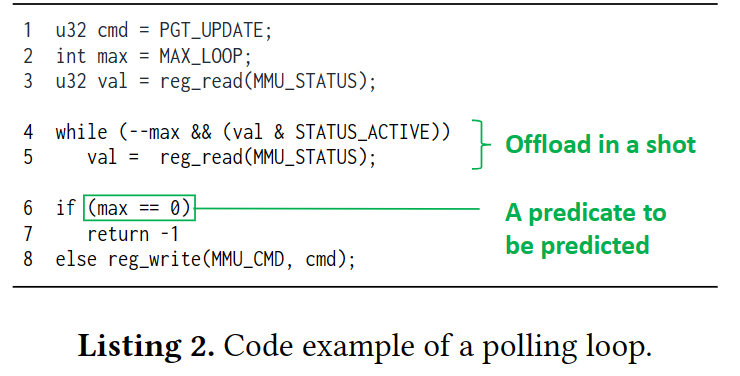 1 u32 cmd = PGT_UPDATE;
2 int max = MAX_LOOP;
3 u32 val = reg_read(MMU_STATUS);
4 while (--max && (val & STATUS_ACTIVE))
5 val = reg_read(MMU_STATUS);
Offload in a shot
6 if (max == 0)
7 return -1
8 else reg_write(MMU_CMD, cmd);
A predicate to
be predicted
Listing 2. Code example of a polling loop.